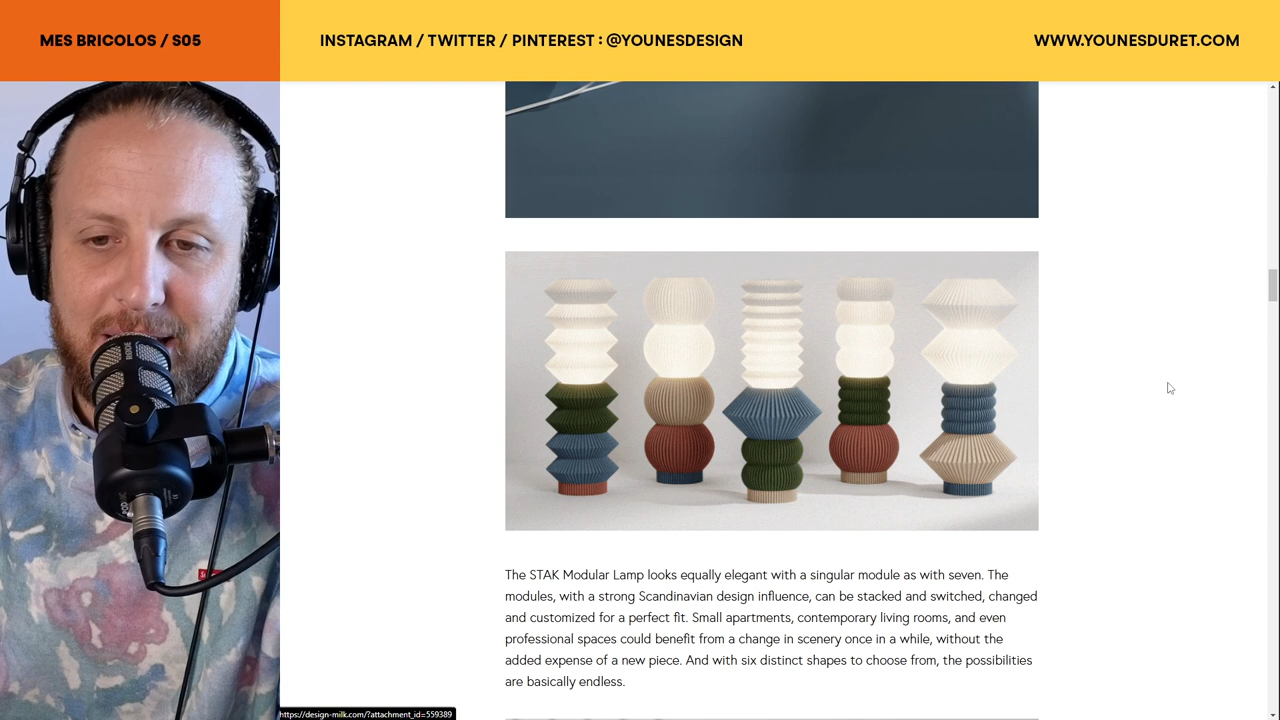 MES BRICOLOS / S05
INSTAGRAM / TWITTER / PINTEREST : @YOUNESDESIGN
WWW.YOUNESDURET.COM
RØDE
The STAK Modular Lamp looks equally elegant with a singular module as with seven. The
modules, with a strong Scandinavian design influence, can be stacked and switched, changed
and customized for a perfect fit. Small apartments, contemporary living rooms, and even
professional spaces could benefit from a change in scenery once in a while, without the
added expense of a new piece. And with six distinct shapes to choose from, the possibilities
are basically endless.
https://design-milk.com/?attachment_id=559389